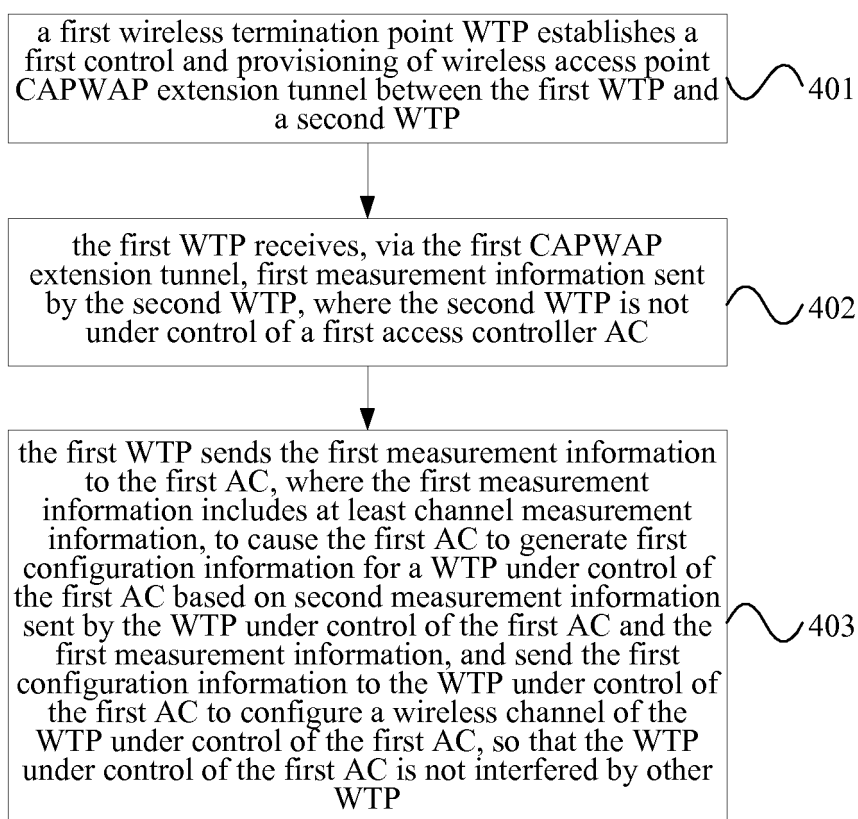 a first wireless termination point WTP establishes a
first control and provisioning of wireless access point
CAPWAP extension tunnel between the first WTP and
a second WTP
401
the first WTP receives, via the first CAPWAP
extension tunnel, first measurement information sent
by the second WTP, where the second WTP is not
under control of a first access controller AC
402
the first WTP sends the first measurement information
to the first AC, where the first measurement
information includes at least channel measurement
information, to cause the first AC to generate first
configuration information for a WTP under control of
the first AC based on second measurement information
sent by the WTP under control of the first AC and the
first measurement information, and send the first
configuration information to the WTP under control of
the first AC to configure a wireless channel of the
WTP under control of the first AC, so that the WTP
under control of the first AC is not interfered by other
WTP
403